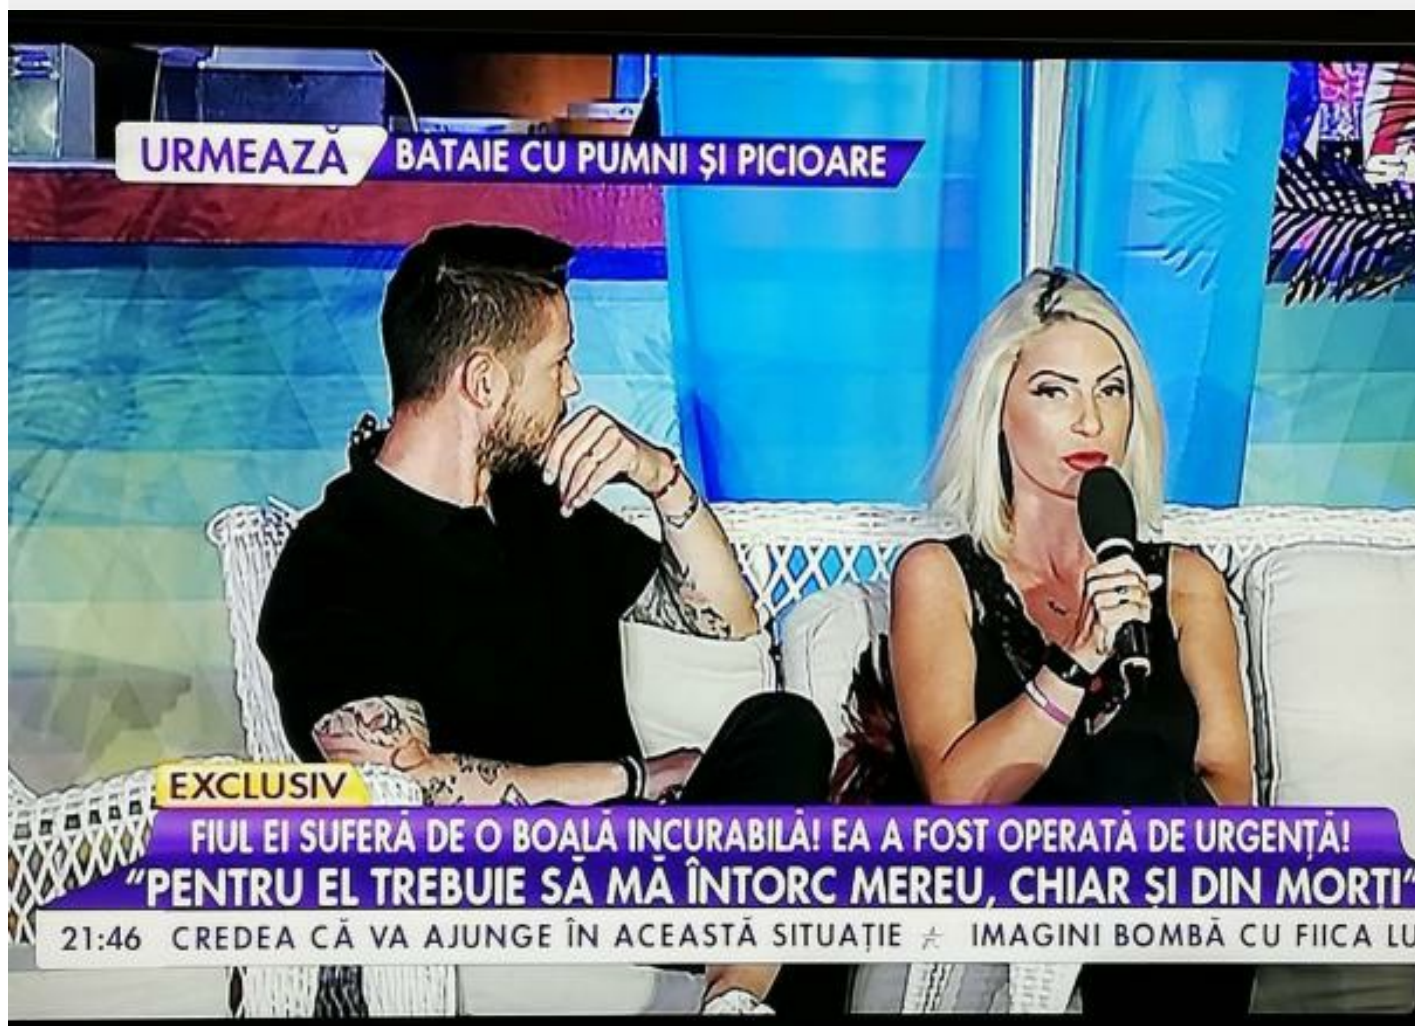 URMEAZĂ BATAIE CU PUMNI ȘI PICIOARE
EXCLUSIV
FIUL EI SUFERĂ DE O BOALĂ INCURABILĂ! EA A FOST OPERATĂ DE URGENȚĂ!
“PENTRU EL TREBUIE SĂ MĂ ÎNTORC MEREU, CHIAR ȘI DIN MORȚI“
21:46 CREDEA CĂ VA AJUNGE ÎN ACEASTĂ SITUAȚIE ☆ IMAGINI BOMBĂ CU FIICA LU